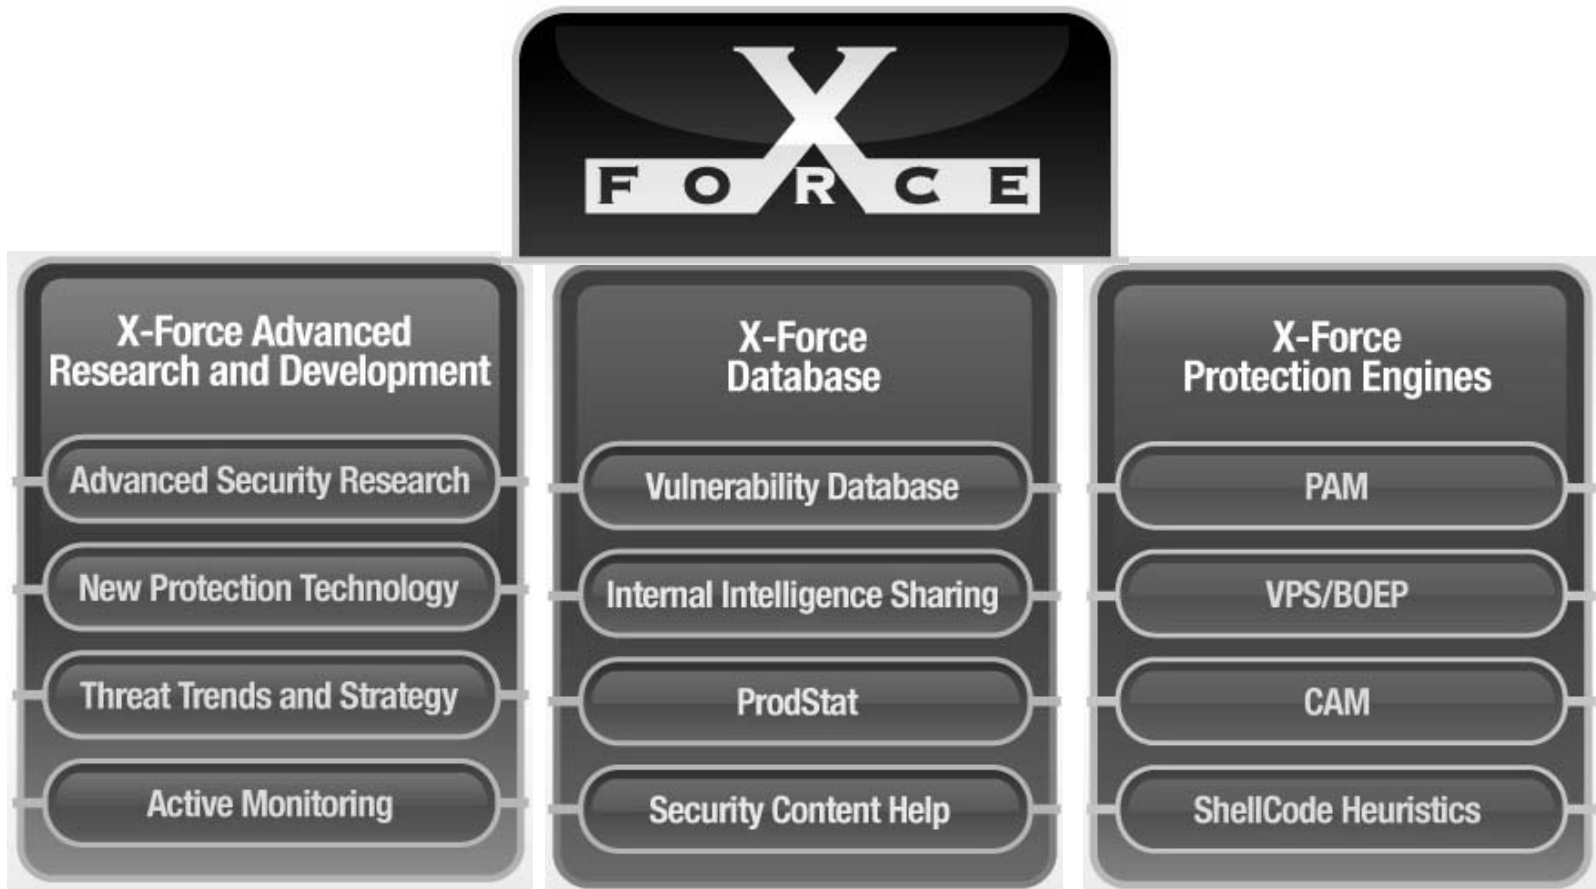 X
FORCE
X-Force Advanced
Research and Development
Advanced Security Research
New Protection Technology
Threat Trends and Strategy
Active Monitoring
X-Force
Database
Vulnerability Database
Internal Intelligence Sharing
ProdStat
Security Content Help
X-Force
Protection Engines
PAM
VPS/BOEP
CAM
ShellCode Heuristics